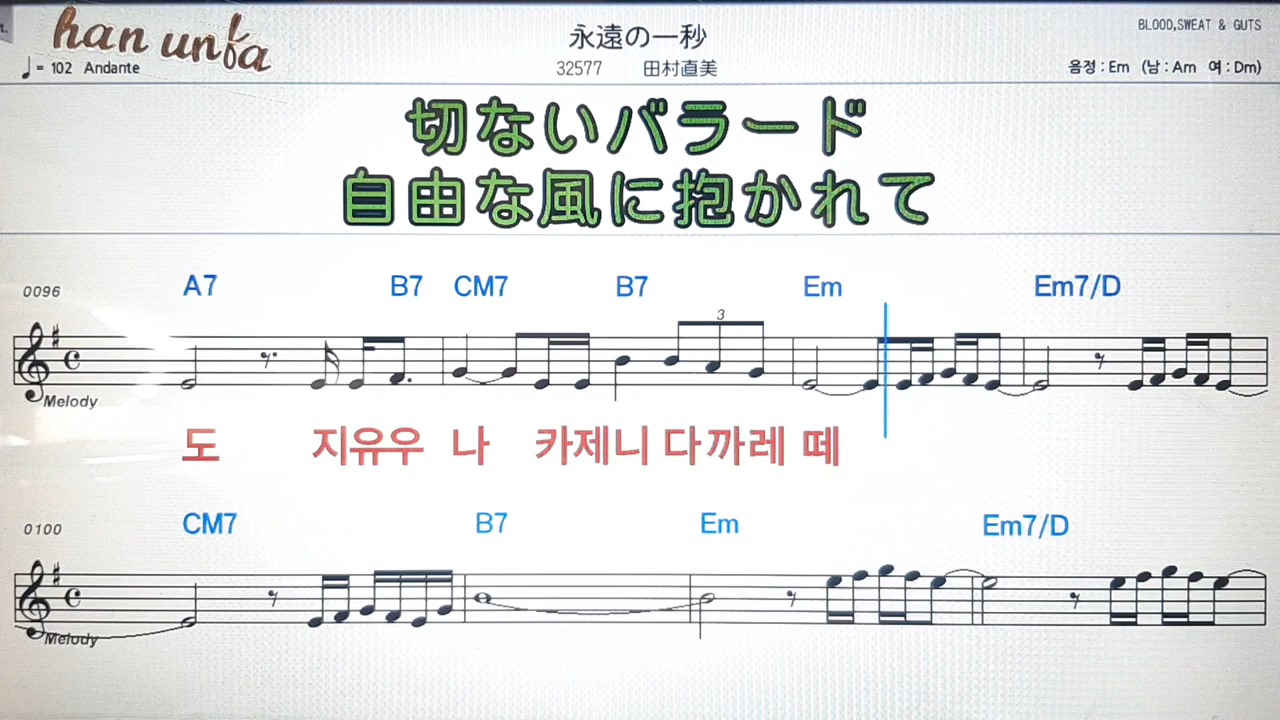 t.
han unfa
永遠の一秒
BLOOD,SWEAT & GUTS
♩= 102 Andante
32577 田村直美
음정 : Em (남 : Am 여 : Dm)
切ないバラード
自由な風に抱かれて
A7 B7 CM7 B7 Em Em7/D
0096
3
Melody
도 지유우 나 카제니 다까레 떼
CM7 B7 Em Em7/D
0100
Melody